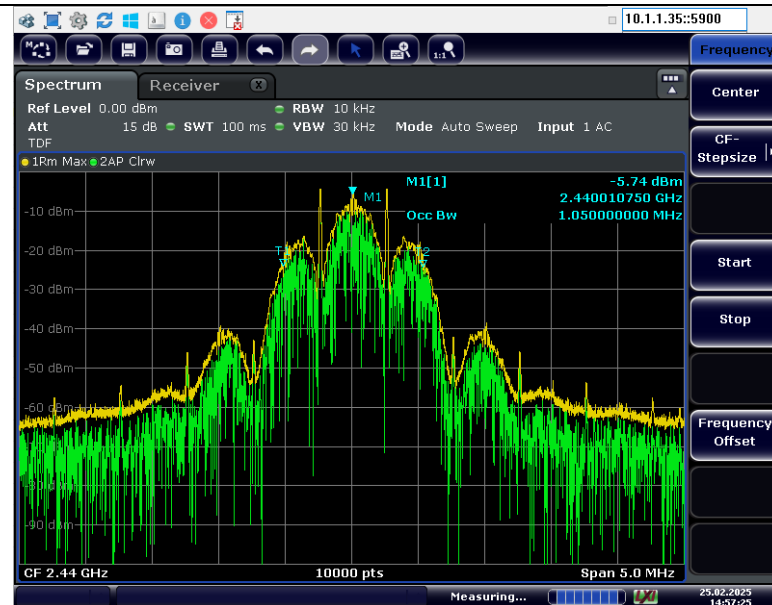 10.1.1.35::5900
1:1
Frequency
Spectrum
Receiver
Ref Level 0.00 dBm RBW 10 kHz
Att 15 dB SWT 100 ms VBW 30 kHz Mode Auto Sweep Input 1 AC
TDF
1Rm Max 2AP Clrw
M1[1] -5.74 dBm
2.440010750 GHz
Occ Bw 1.050000000 MHz
M1
-10 dBm
-20 dBm
-30 dBm
-40 dBm
-50 dBm
-60 dBm
-90 dBm
CF 2.44 GHz 10000 pts Span 5.0 MHz
Center
CF-
Stepsize
Start
Stop
Frequency
Offset
Measuring...
LXI
25.02.2025
14:57:25